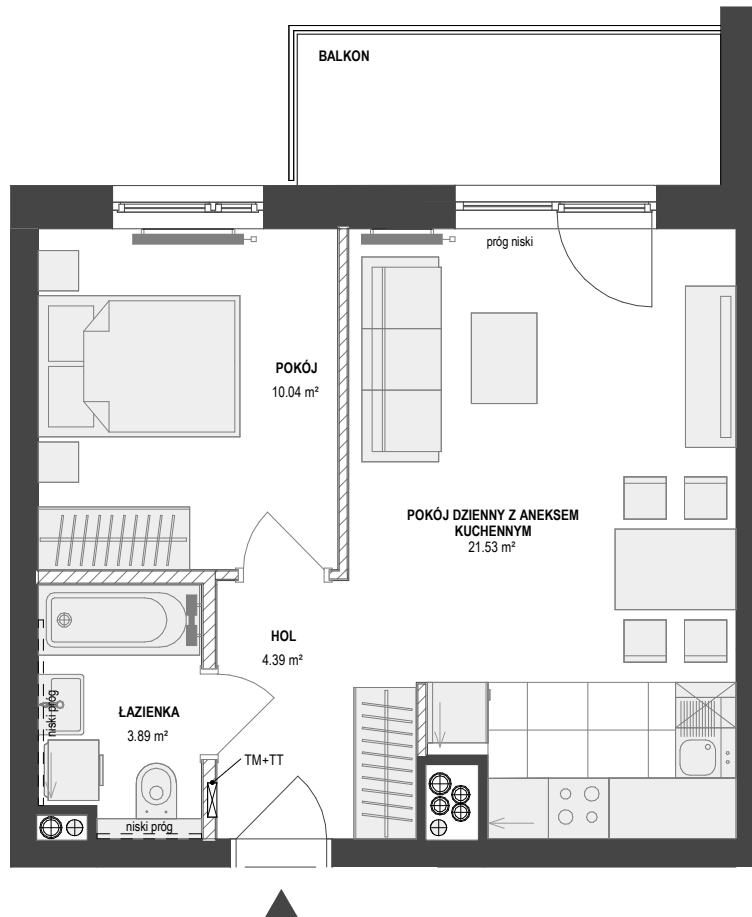 BALKON
próg niski
POKÓJ
10.04 m²
POKÓJ DZIENNY Z ANEKSEM
KUCHENNYM
21.53 m²
HOL
4.39 m²
ŁAZIENKA
3.89 m²
niski próg
TM+TT
niski próg